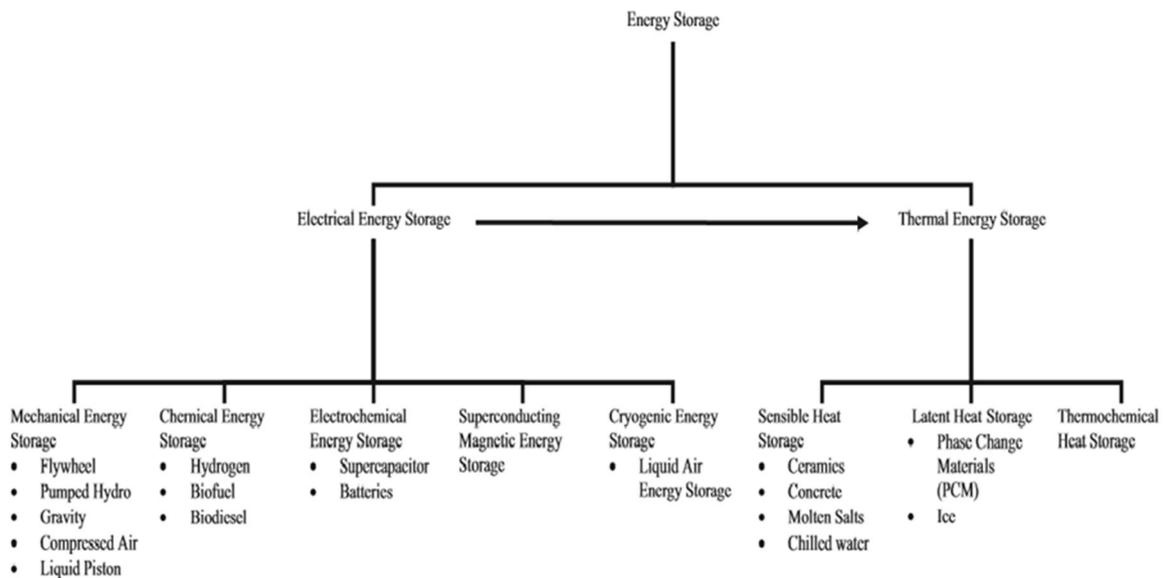 Energy Storage
Electrical Energy Storage
Thermal Energy Storage
Mechanical Energy
Storage
• Flywheel
• Pumped Hydro
• Gravity
• Compressed Air
• Liquid Piston
Chemical Energy
Storage
• Hydrogen
• Biofuel
• Biodiesel
Electrochemical
Energy Storage
• Supercapacitor
• Batteries
Superconducting
Magnetic Energy
Storage
Cryogenic Energy
Storage
• Liquid Air
Energy Storage
Sensible Heat
Storage
• Ceramics
• Concrete
• Molten Salts
• Chilled water
Latent Heat Storage
• Phase Change
Materials
(PCM)
• Ice
Thermochemical
Heat Storage